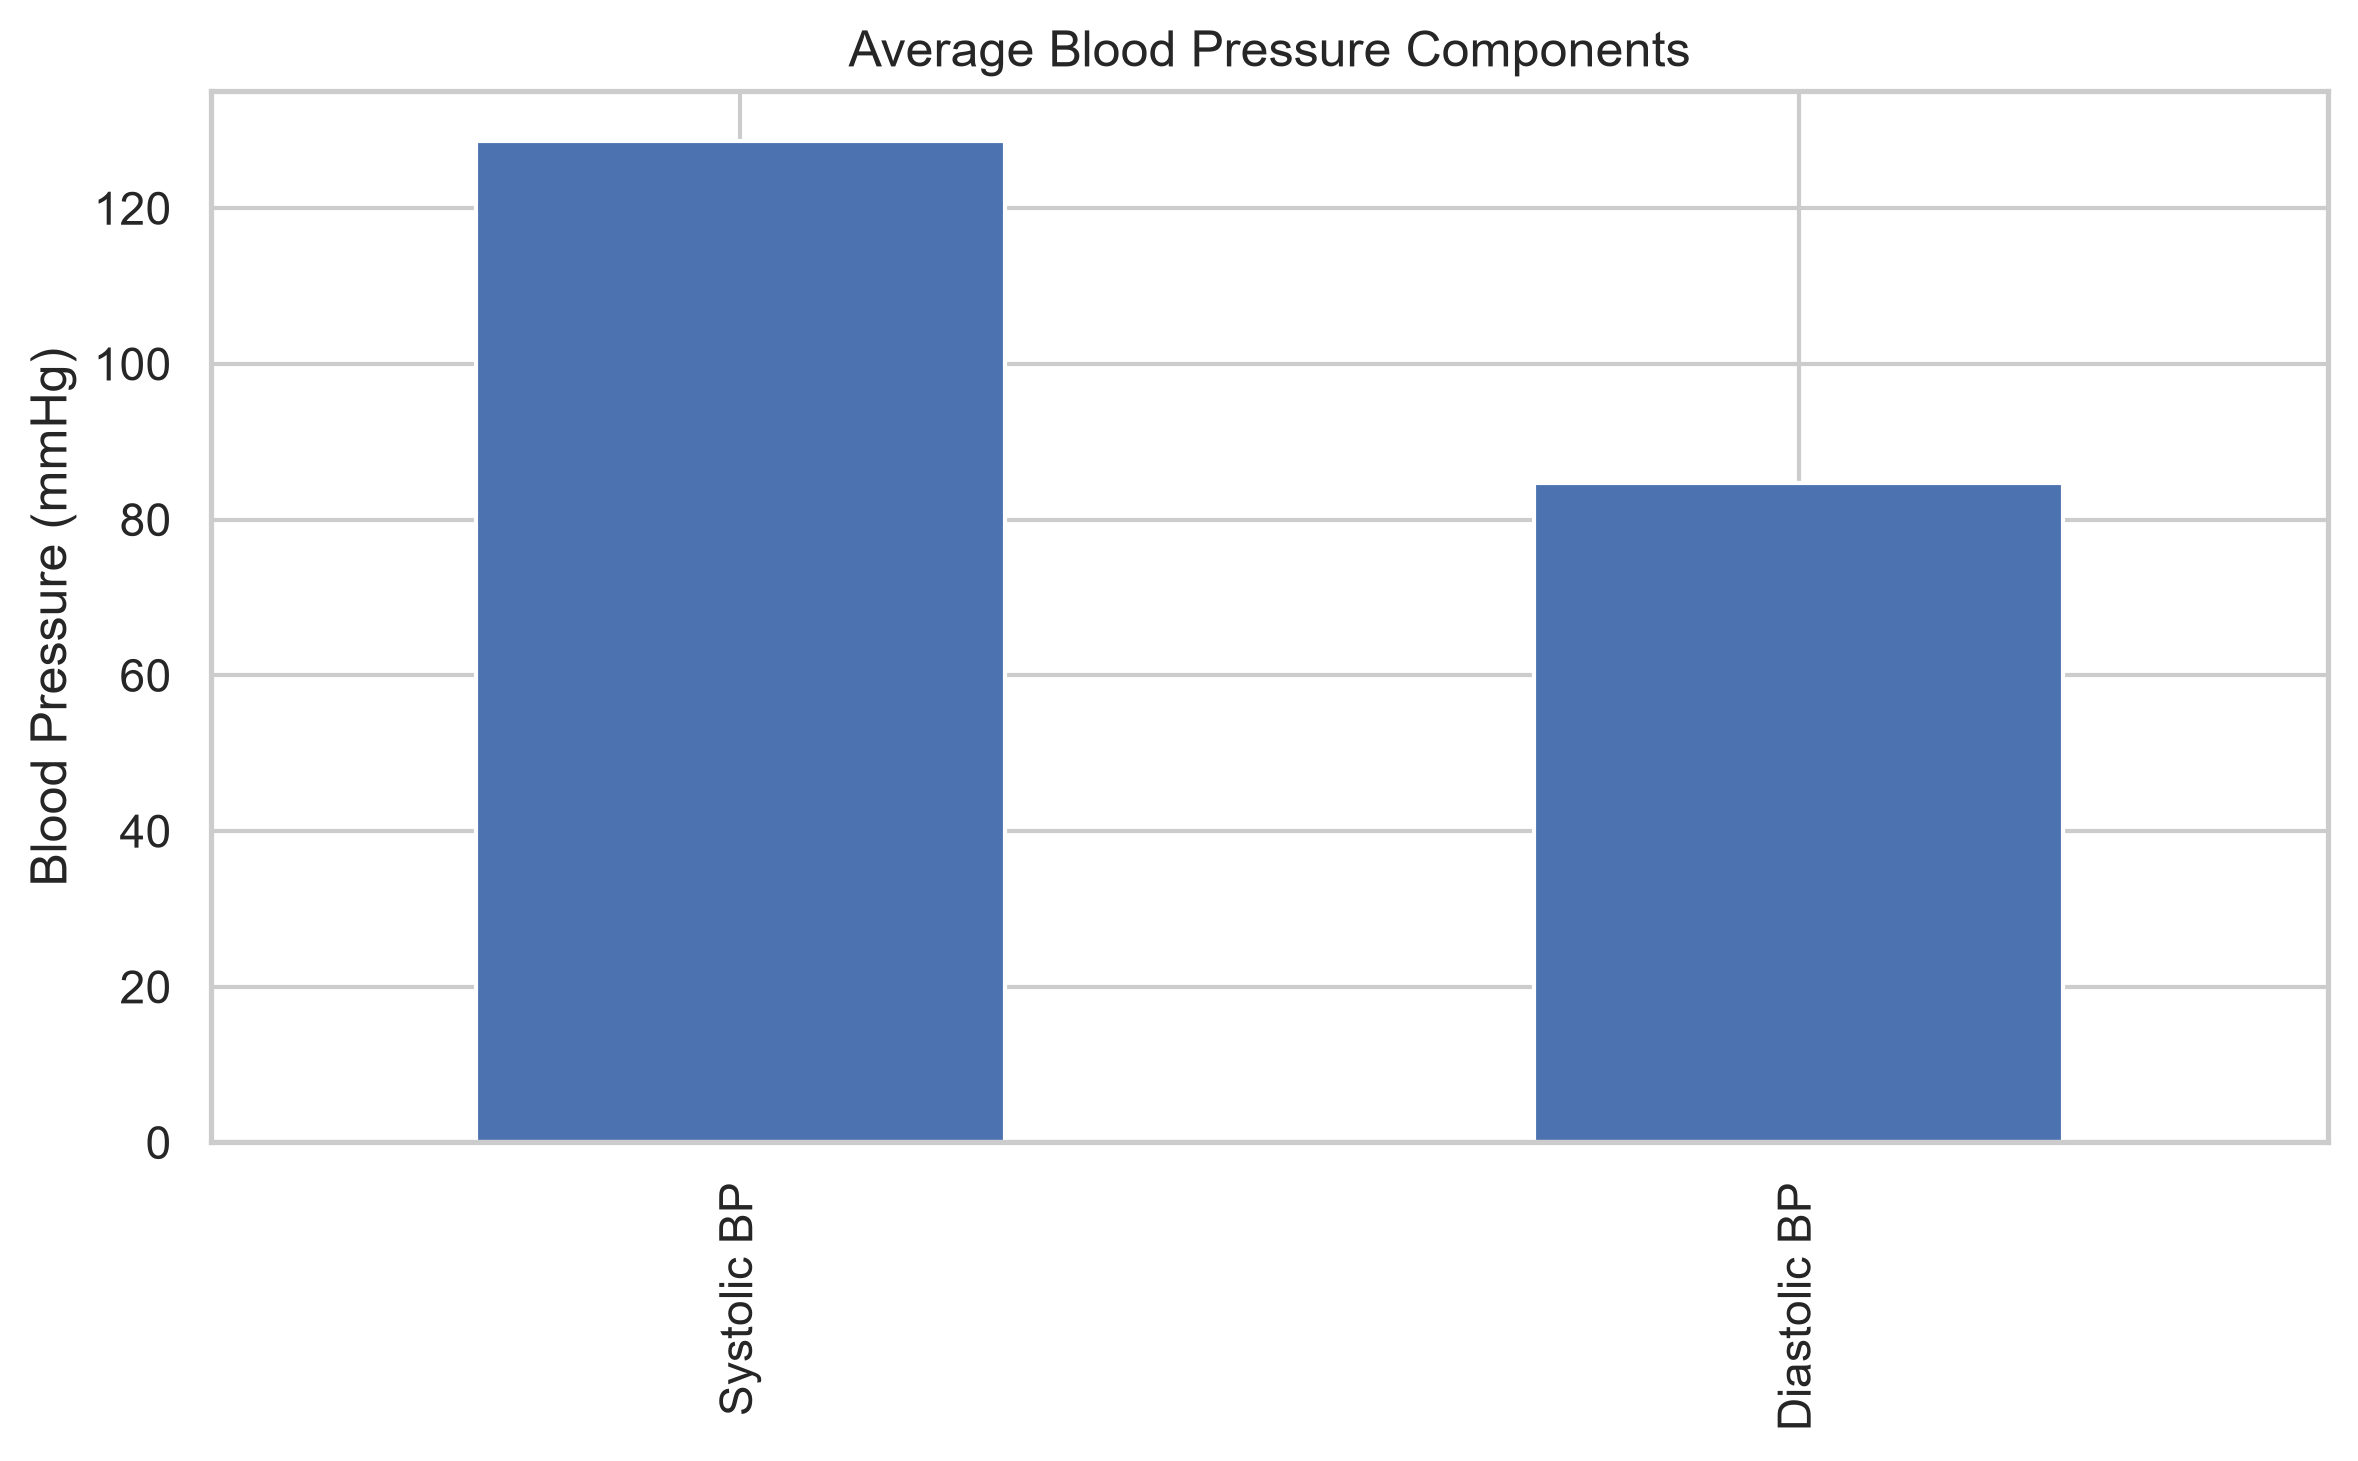 Average Blood Pressure Components
Blood Pressure (mmHg)
120
100
80
60
40
20
0
Systolic BP
Diastolic BP